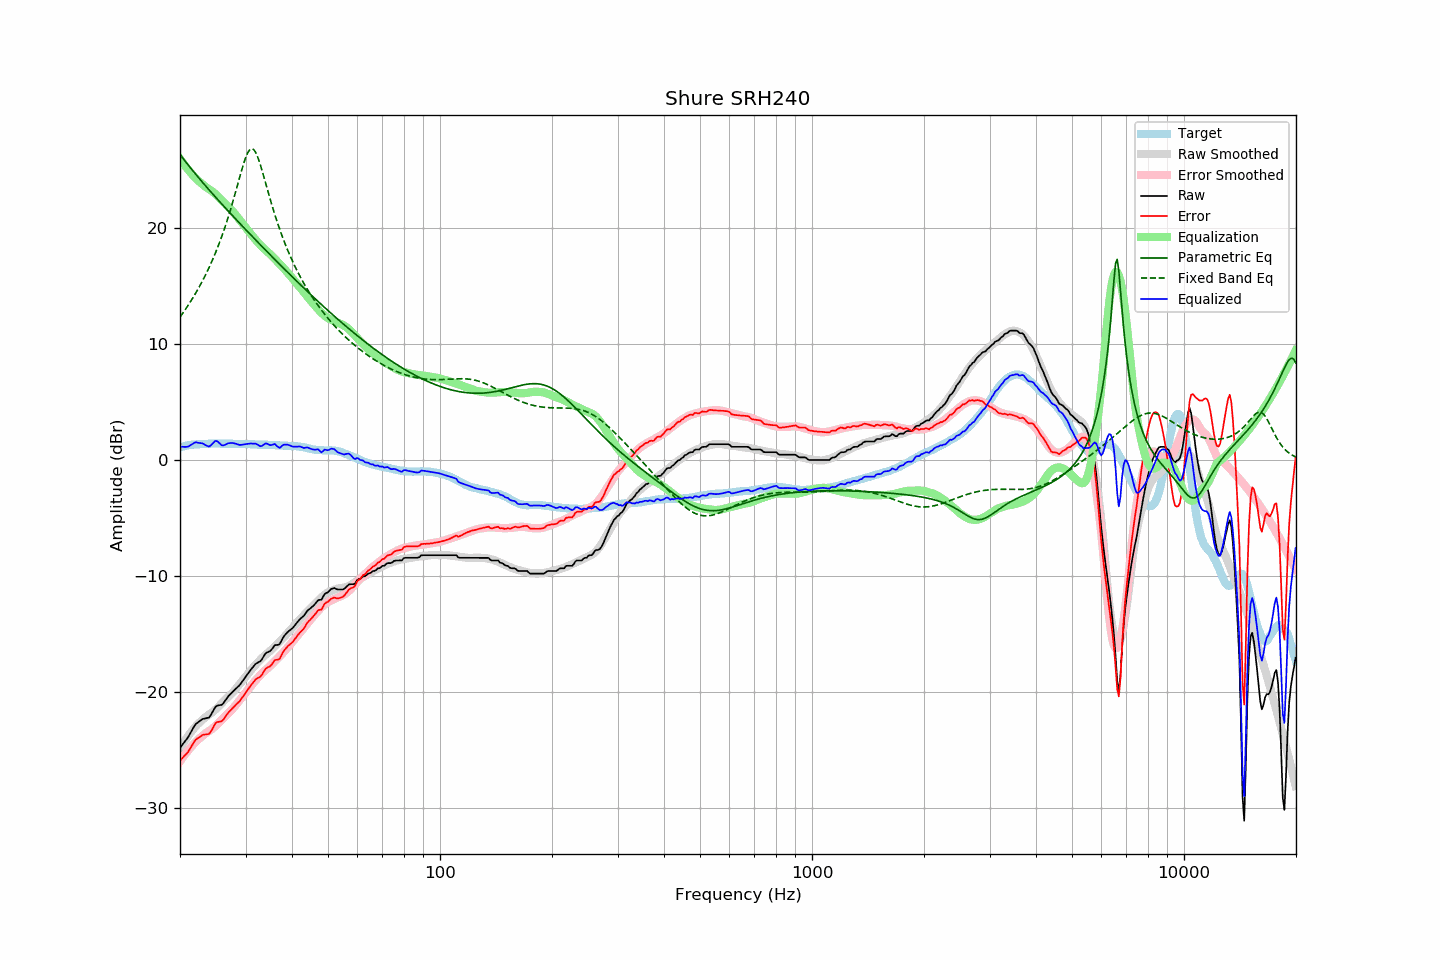 Shure SRH240
Target
Raw Smoothed
Error Smoothed
Raw
Error
Equalization
Parametric Eq
Fixed Band Eq
Equalized
Amplitude (dBr)
20
10
0
−10
−20
−30
100
1000
10000
Frequency (Hz)